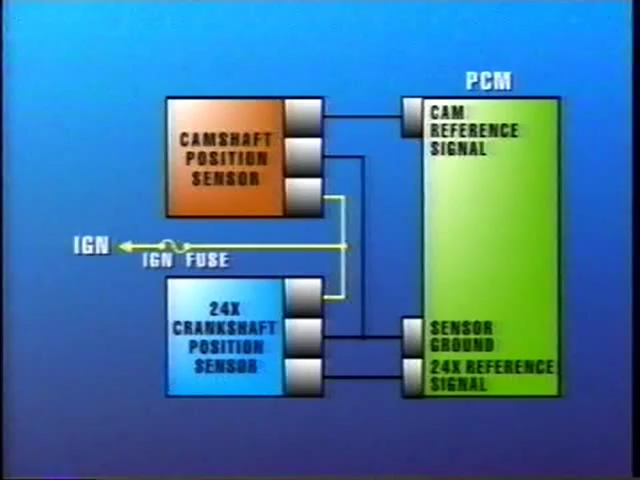 PCM
CAMSHAFT
POSITION
SENSOR
CAM
REFERENCE
SIGNAL
IGN
IGN FUSE
24X
CRANKSHAFT
POSITION
SENSOR
SENSOR
GROUND
24X REFERENCE
SIGNAL